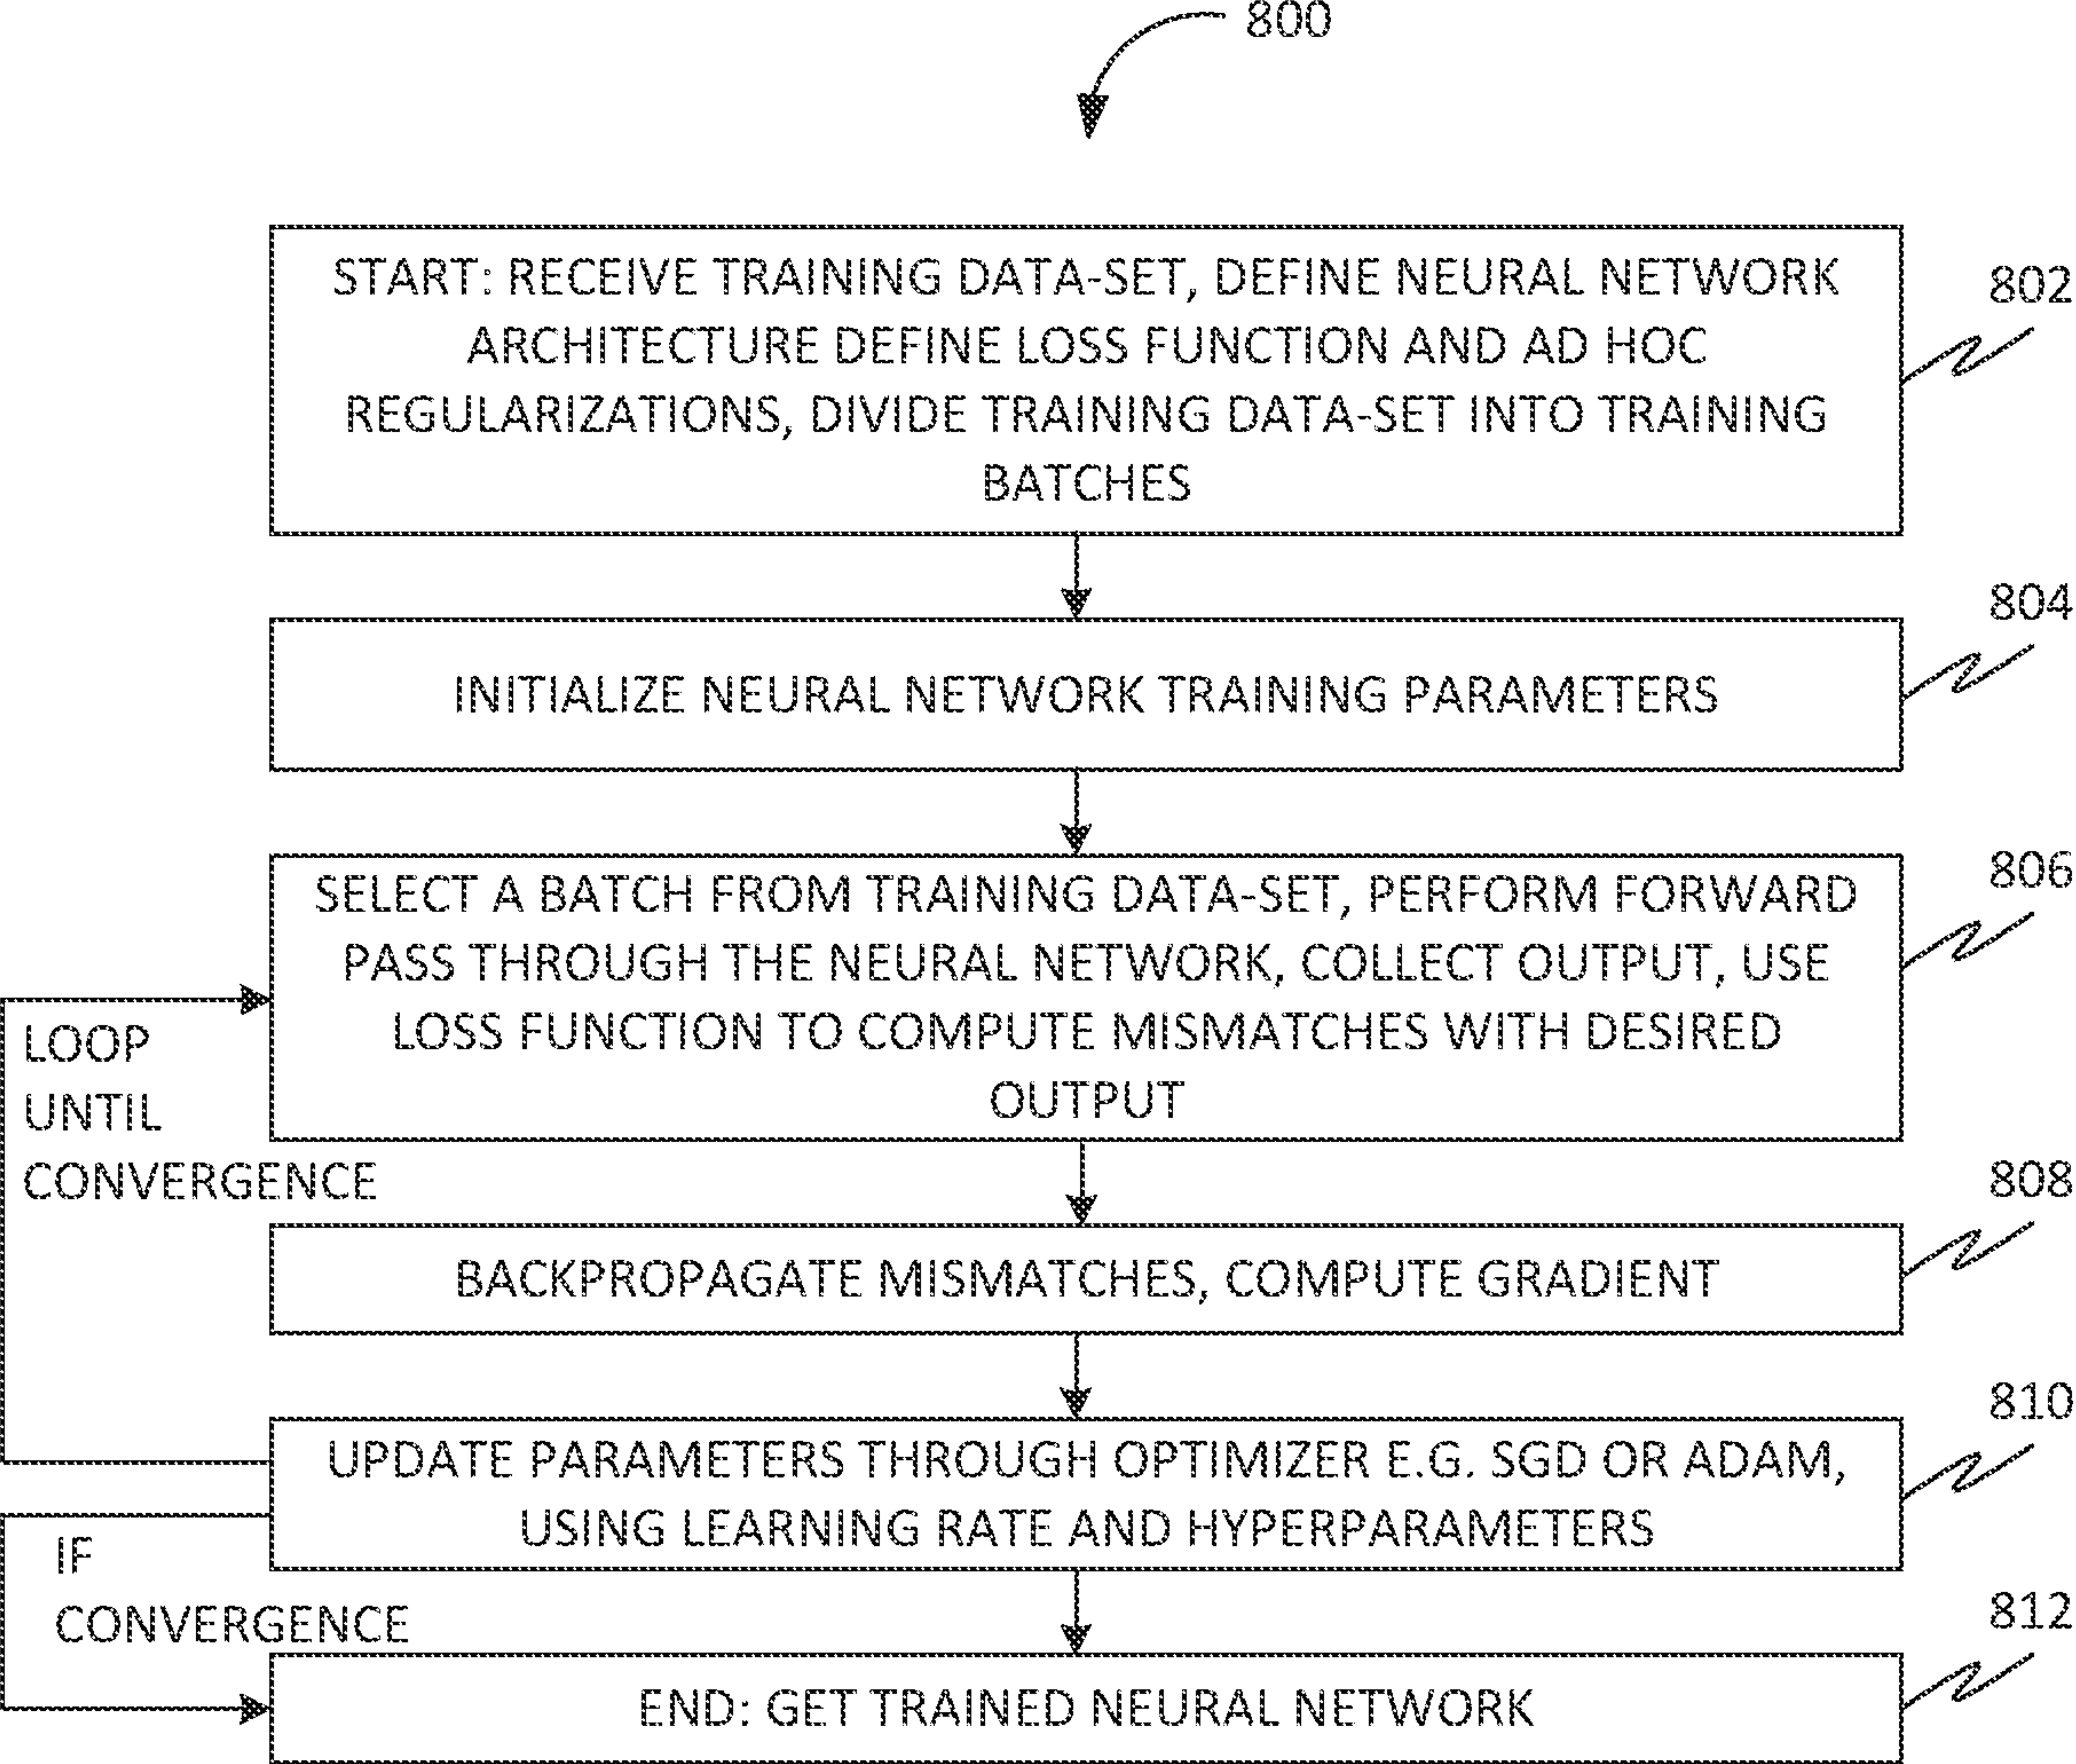 800
START: RECEIVE TRAINING DATA-SET, DEFINE NEURAL NETWORK
ARCHITECTURE DEFINE LOSS FUNCTION AND AD HOC
REGULARIZATIONS, DIVIDE TRAINING DATA-SET INTO TRAINING
BATCHES
802
INITIALIZE NEURAL NETWORK TRAINING PARAMETERS
804
SELECT A BATCH FROM TRAINING DATA-SET, PERFORM FORWARD
PASS THROUGH THE NEURAL NETWORK, COLLECT OUTPUT, USE
LOSS FUNCTION TO COMPUTE MISMATCHES WITH DESIRED
OUTPUT
806
LOOP
UNTIL
CONVERGENCE
BACKPROPAGATE MISMATCHES, COMPUTE GRADIENT
808
UPDATE PARAMETERS THROUGH OPTIMIZER E.G. SGD OR ADAM,
USING LEARNING RATE AND HYPERPARAMETERS
810
IF
CONVERGENCE
END: GET TRAINED NEURAL NETWORK
812